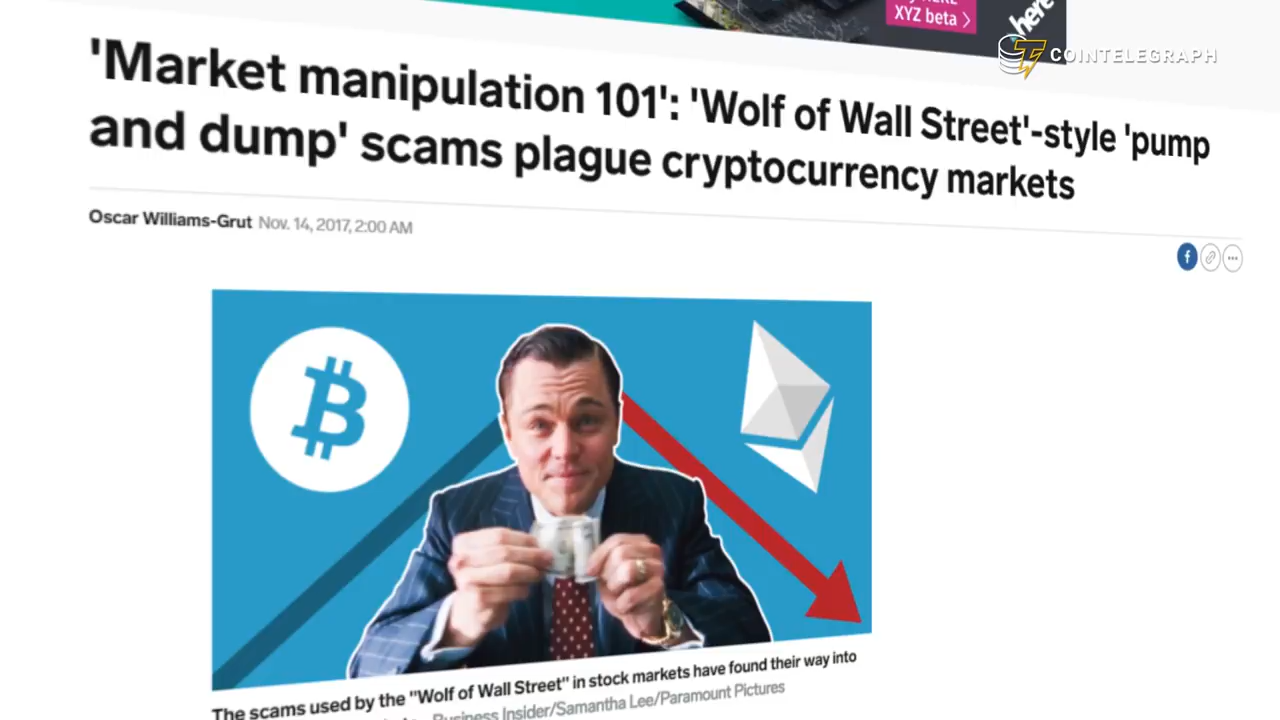 XYZ beta >
here
COINTELEGRAPH
'Market manipulation 101': 'Wolf of Wall Street'-style 'pump
and dump' scams plague cryptocurrency markets
Oscar Williams-Grut Nov. 14, 2017, 2:00 AM
The scams used by the "Wolf of Wall Street" in stock markets have found their way into
Business Insider/Samantha Lee/Paramount Pictures